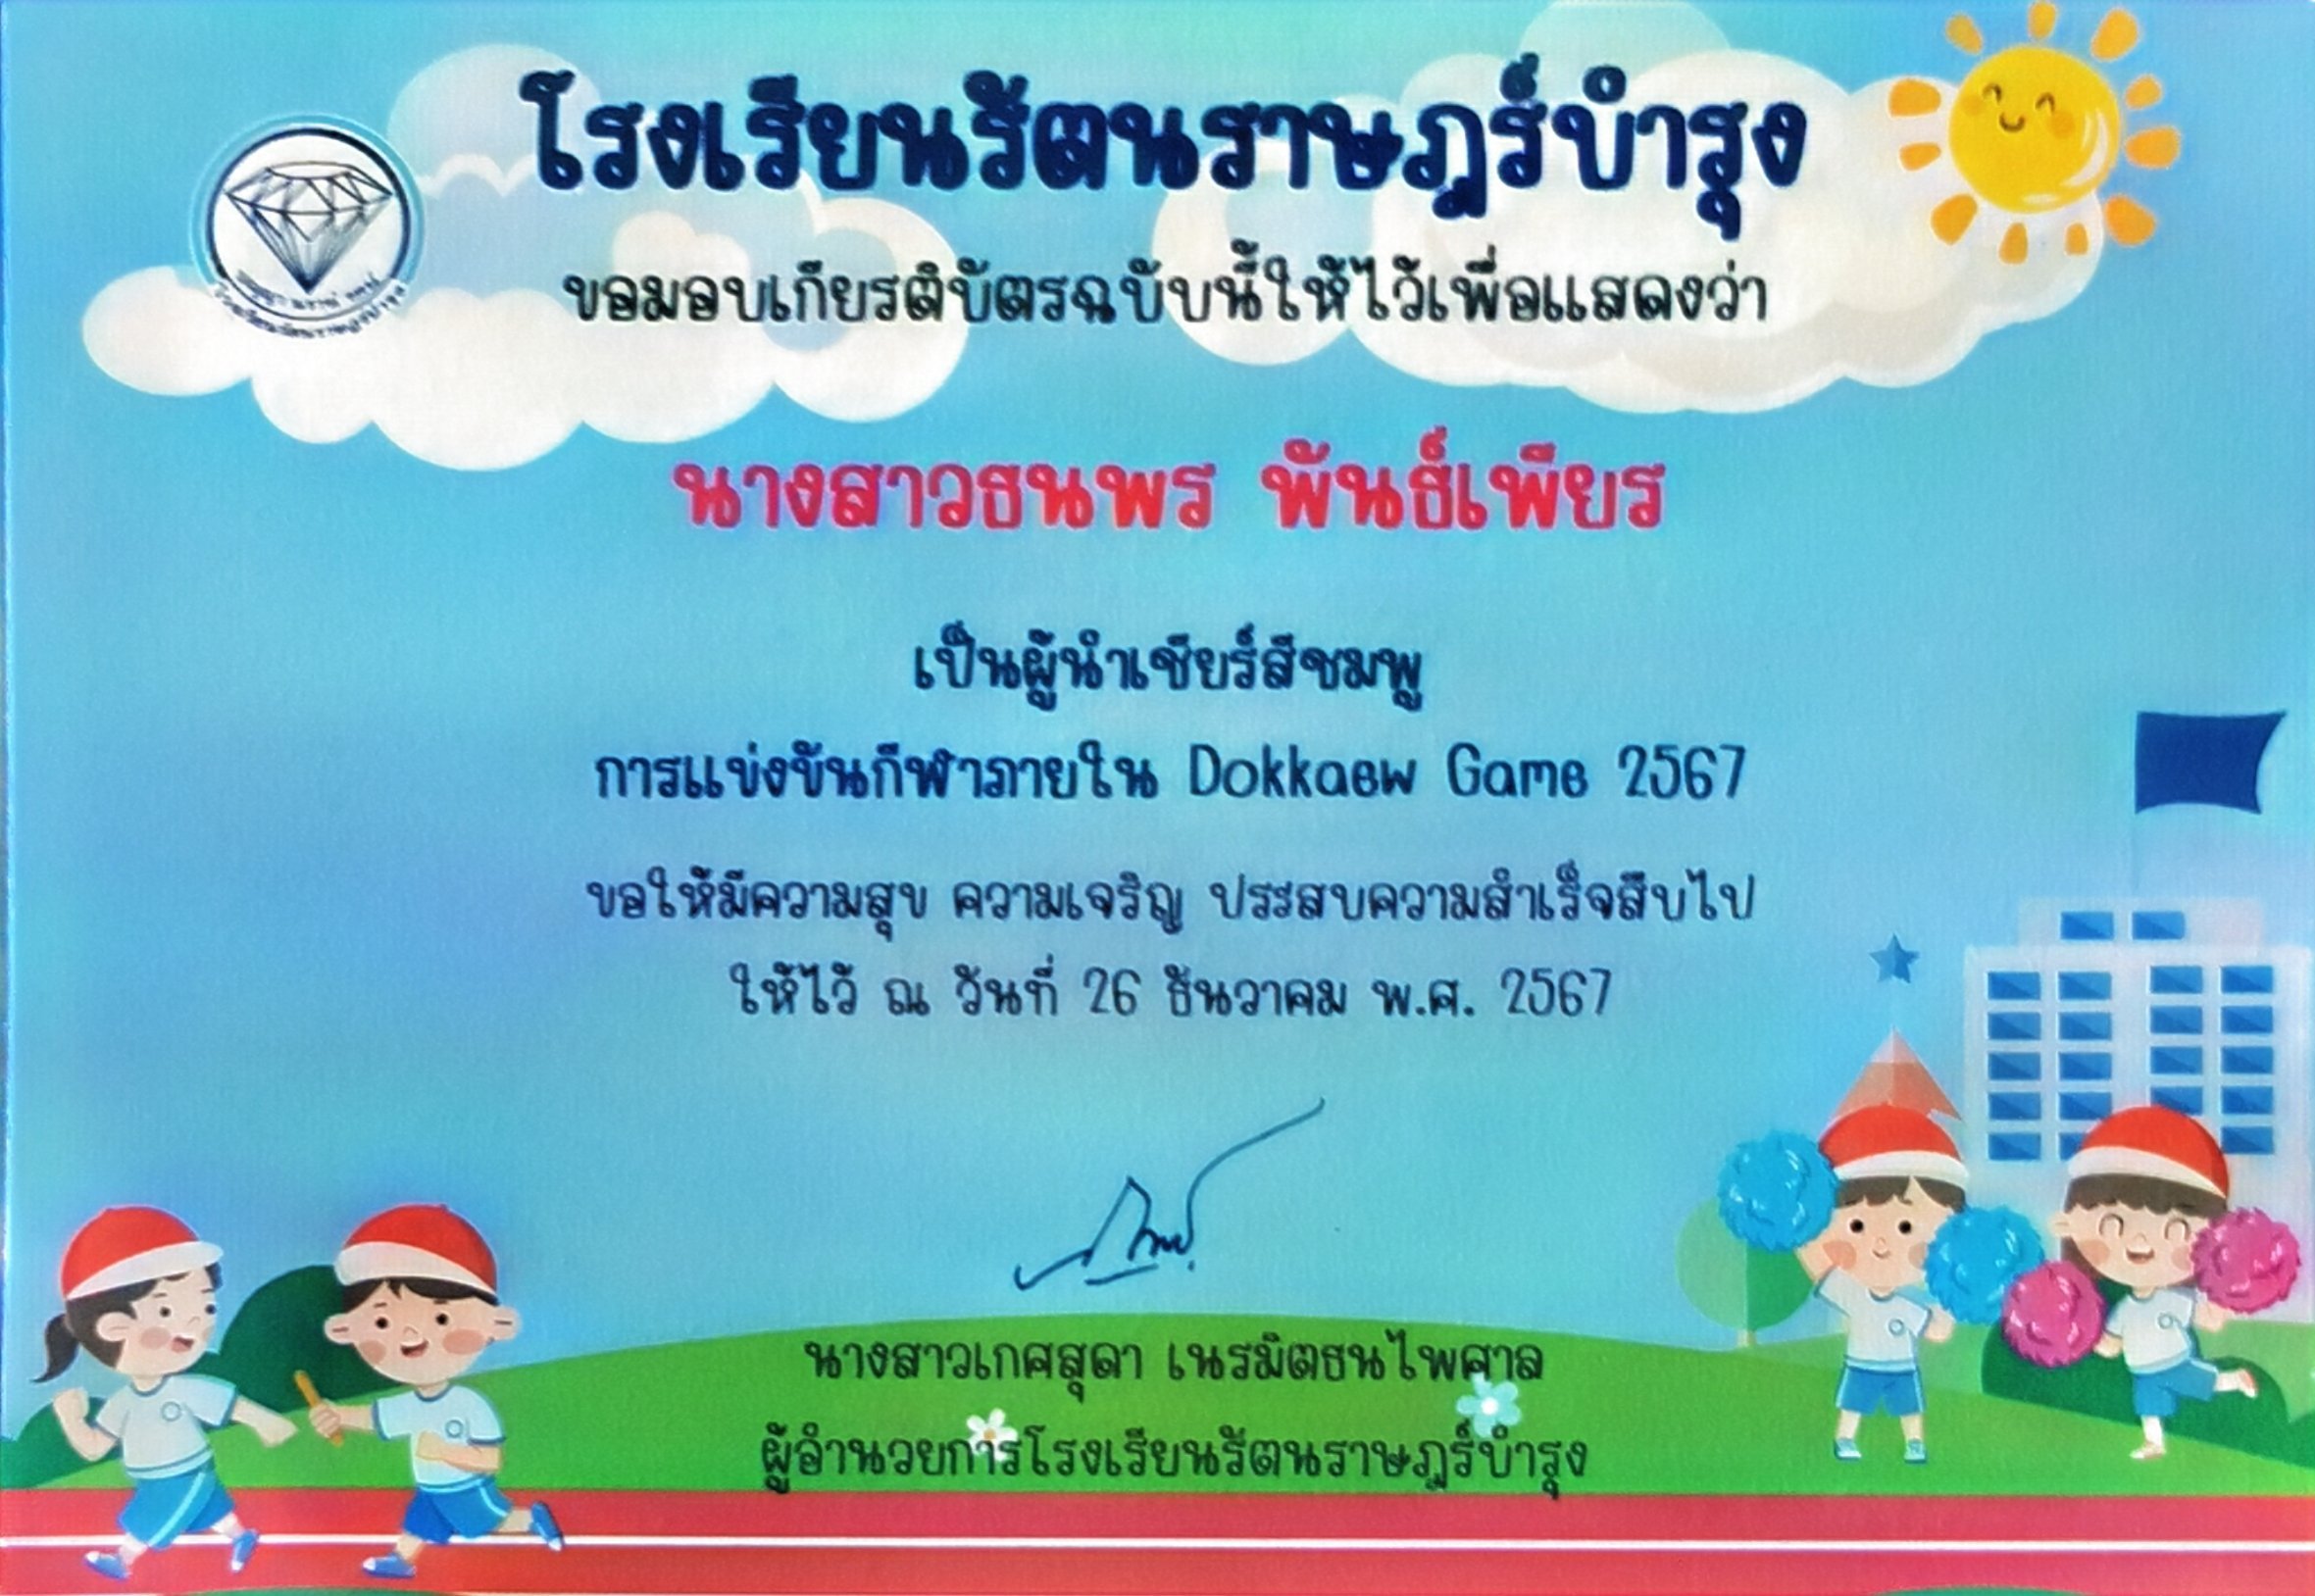 โรงเรียนรัตนราษฎร์บำรุง
ขอมอบเกียรติบัตรฉบับนี้ให้ไว้เพื่อแสดงว่า
นางสาวธนพร พันธ์เพียร
เป็นผู้นำเชียร์สีชมพู
การแข่งขันกีฬาภายใน Dokkaew Game 2567
ขอให้มีความสุข ความเจริญ ประสบความสำเร็จสืบไป
ให้ไว้ ณ วันที่ 26 ธันวาคม พ.ศ. 2567
นางสาวเกศสุดา เนรมิตธนไพศาล
ผู้อำนวยการโรงเรียนรัตนราษฎร์บำรุง